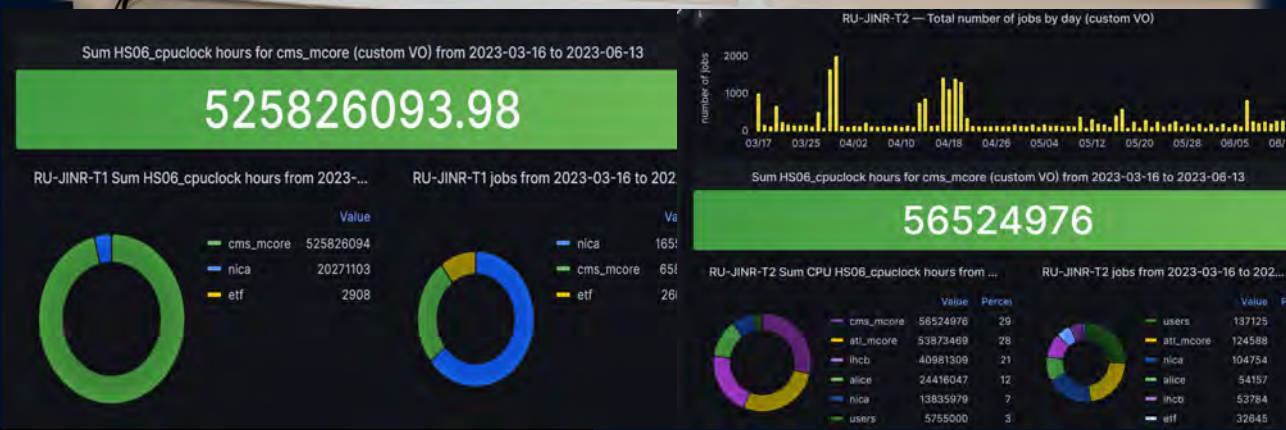 Sum HS06_cpuclock hours for cms_mcore (custom VO) from 2023-03-16 to 2023-06-13
525826093.98
RU-JINR-T1 Sum HS06_cpuclock hours from 2023-...
Value
cms_mcore 525826094
nica 20271103
etf 2908
RU-JINR-T1 jobs from 2023-03-16 to 202
Va
nica 165
cms_mcore 658
etf 26
RU-JINR-T2 — Total number of jobs by day (custom VO)
number of jobs
2000
1000
0
03/17 03/25 04/02 04/10 04/18 04/26 05/04 05/12 05/20 05/28 06/05 06/
Sum HS06_cpuclock hours for cms_mcore (custom VO) from 2023-03-16 to 2023-06-13
56524976
RU-JINR-T2 Sum CPU HS06_cpuclock hours from ...
Value Percer
cms_mcore 56524976 29
atl_mcore 53873469 28
lhcb 40981309 21
alice 24416047 12
nica 13835979 7
users 5755000 3
RU-JINR-T2 jobs from 2023-03-16 to 202...
Value P
users 137125
atl_mcore 124588
nica 104754
alice 54157
lhcb 53784
etf 32645